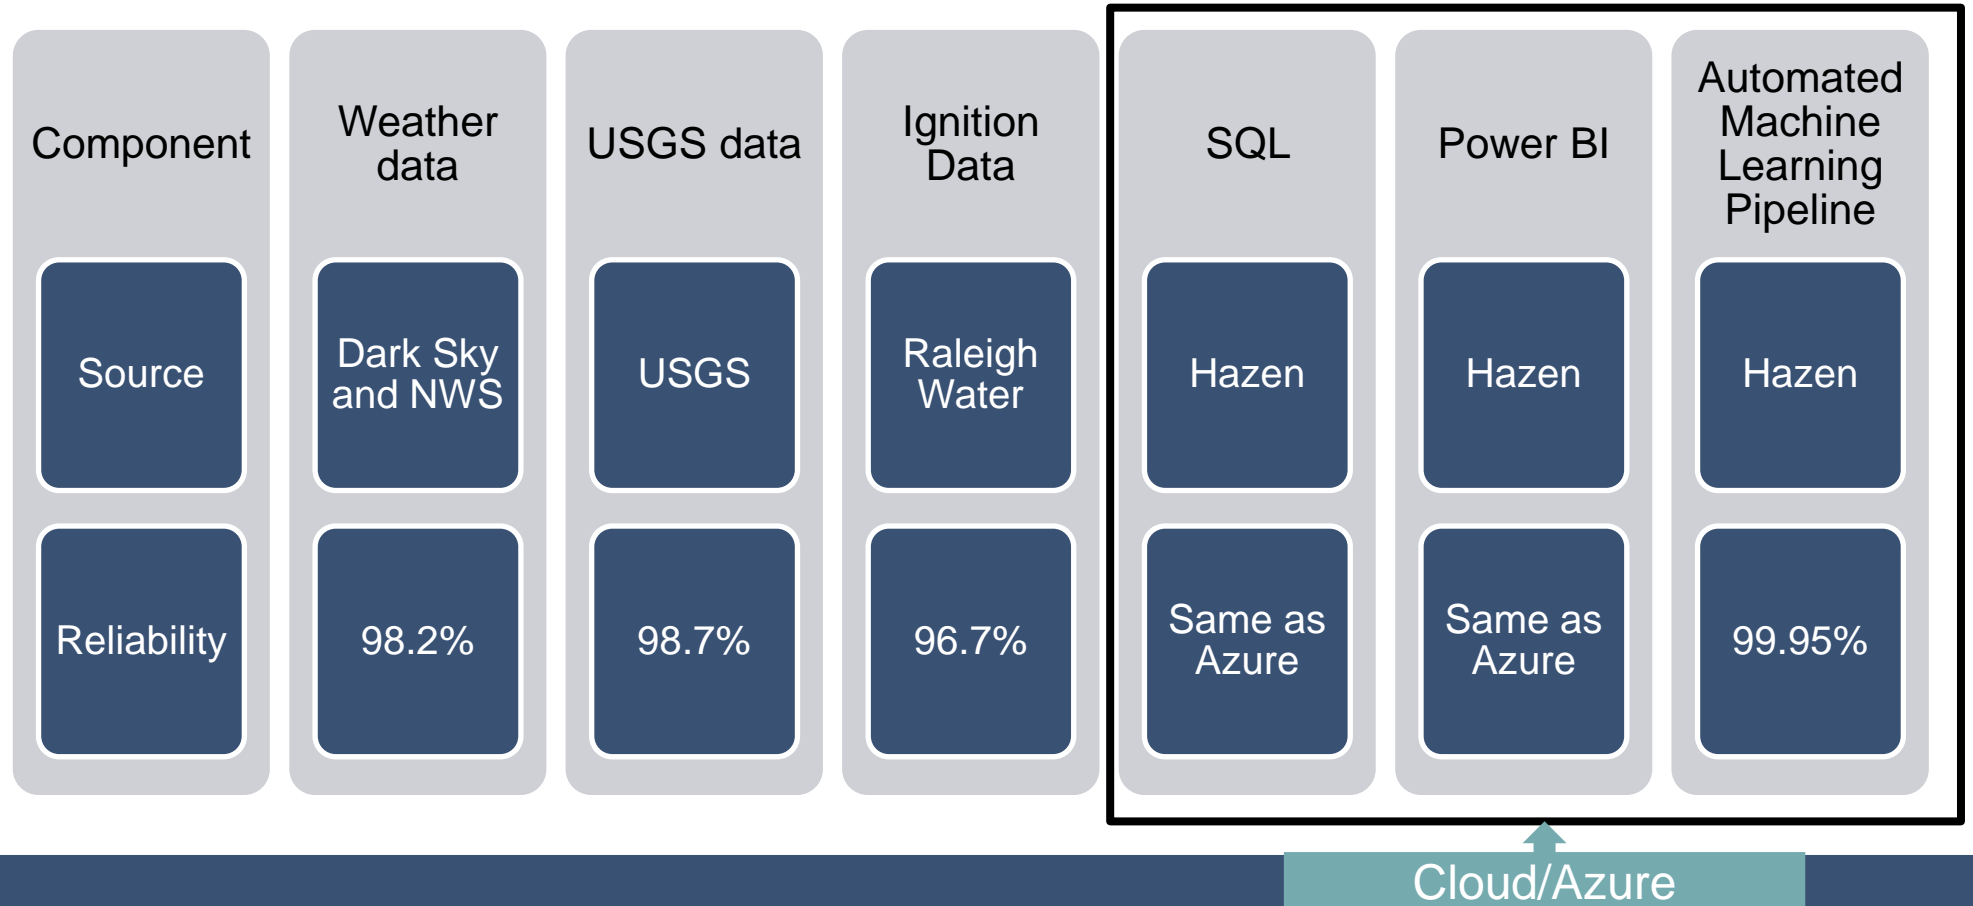 Component
Weather
data
USGS data
Ignition
Data
SQL
Power BI
Automated
Machine
Learning
Pipeline
Source
Dark Sky
and NWS
USGS
Raleigh
Water
Hazen
Hazen
Hazen
Reliability
98.2%
98.7%
96.7%
Same as
Azure
Same as
Azure
99.95%
Cloud/Azure